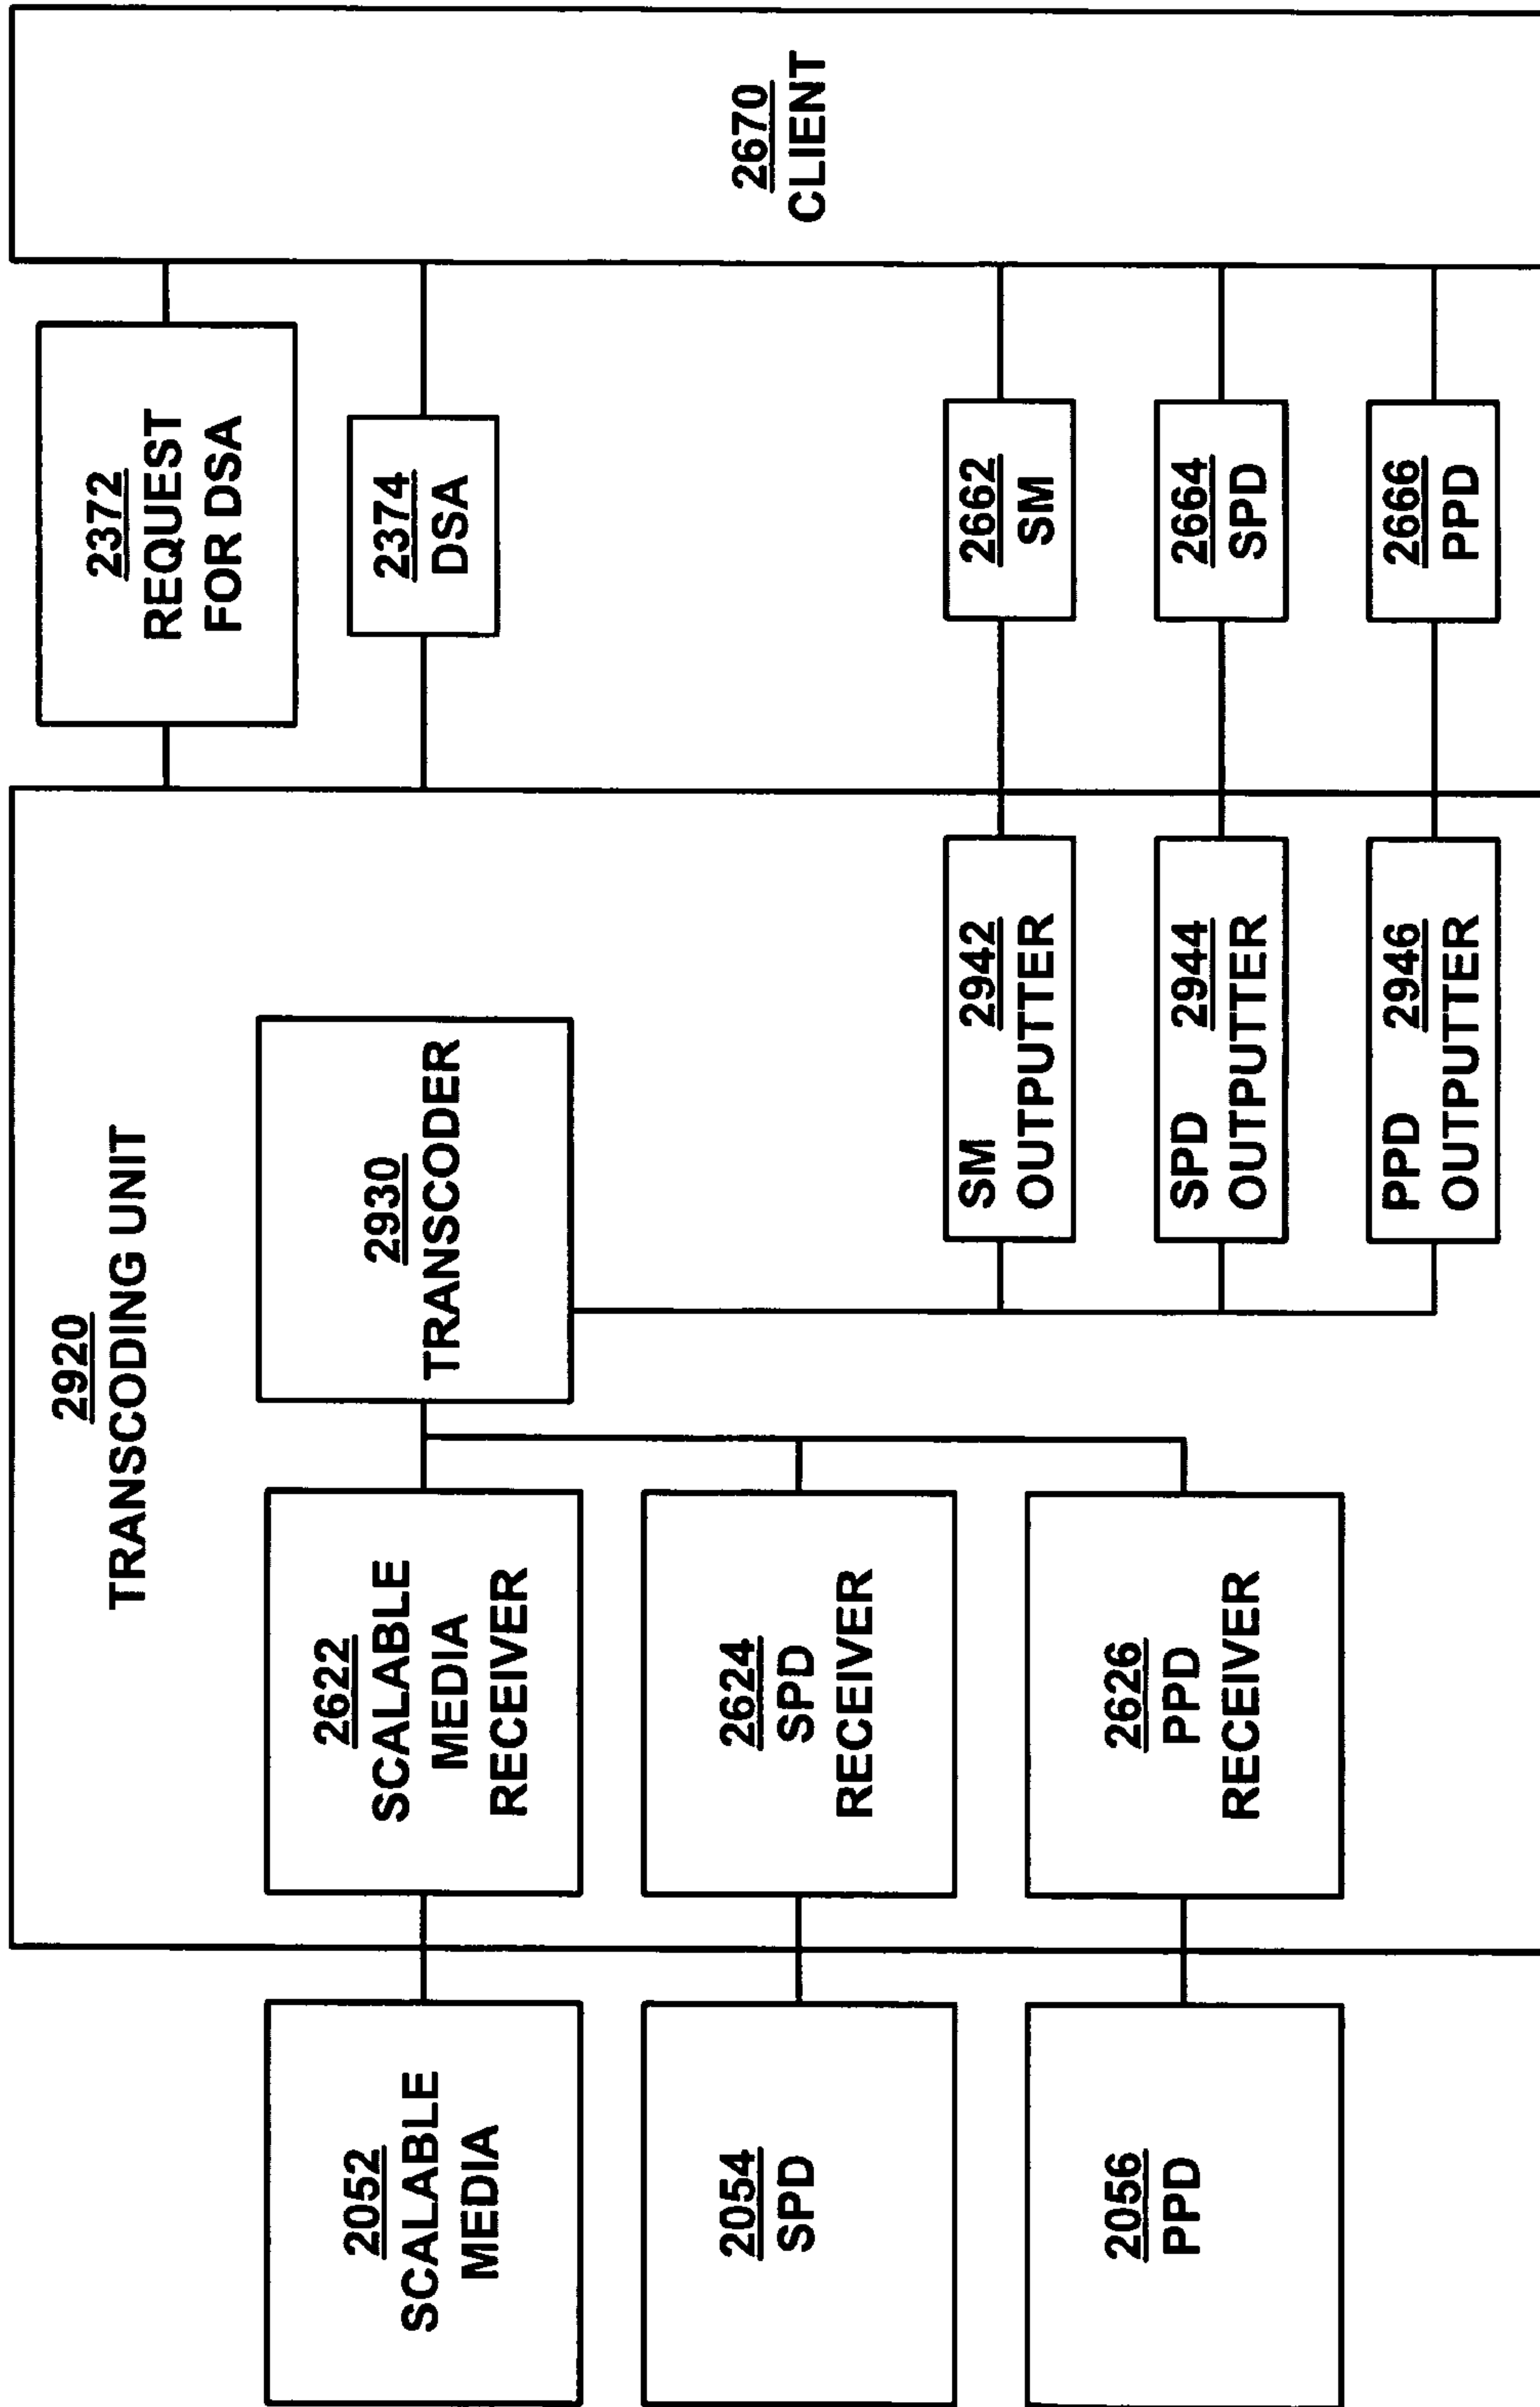 2920
TRANSCODING UNIT
2052
SCALABLE
MEDIA
2622
SCALABLE
MEDIA
RECEIVER
2930
TRANSCODER
2372
REQUEST
FOR DSA
2374
DSA
2054
SPD
2624
SPD
RECEIVER
2056
PPD
2626
PPD
RECEIVER
SM 2942
OUTPUTTER
2662
SM
SPD 2944
OUTPUTTER
2664
SPD
PPD 2946
OUTPUTTER
2666
PPD
2670
CLIENT